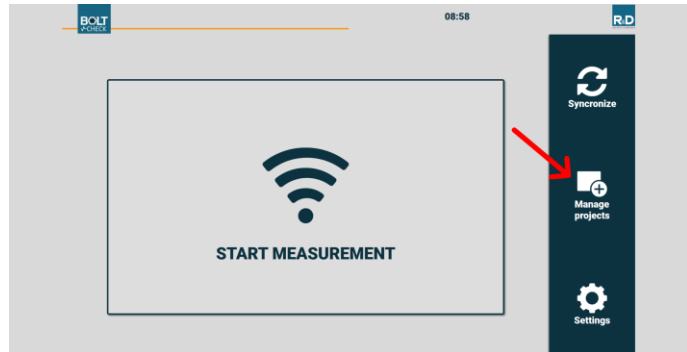 BOLT
✓-CHECK
08:58
R&D
Syncronize
START MEASUREMENT
Manage
projects
Settings